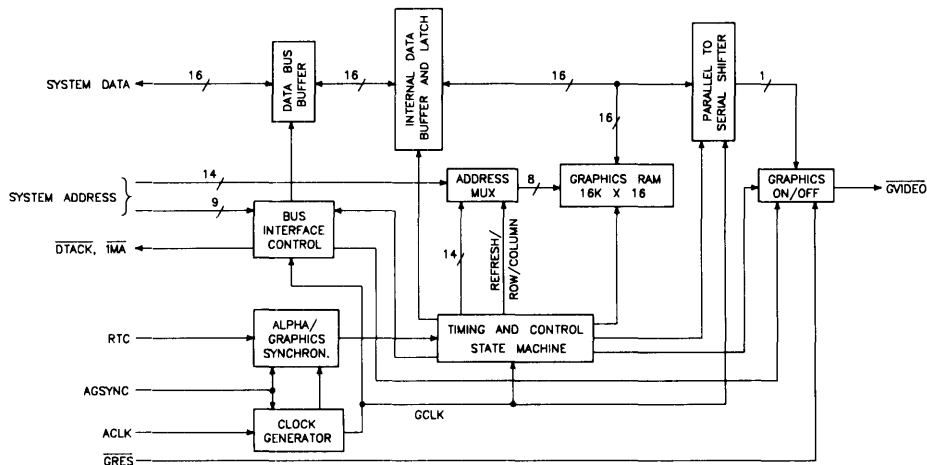 SYSTEM DATA
16
DATA BUS
BUFFER
16
INTERNAL DATA
BUFFER AND LATCH
16
16
PARALLEL TO
SERIAL SHIFTER
1
SYSTEM ADDRESS
14
9
ADDRESS
MUX
8
GRAPHICS RAM
16K X 16
GRAPHICS
ON/OFF
GVIDEO
BUS
INTERFACE
CONTROL
DTACK, IMA
14
REFRESH/
ROW/COLUMN
RTC
ALPHA/
GRAPHICS
SYNCHRON.
TIMING AND CONTROL
STATE MACHINE
AGSYNC
ACLK
CLOCK
GENERATOR
GCLK
GRES